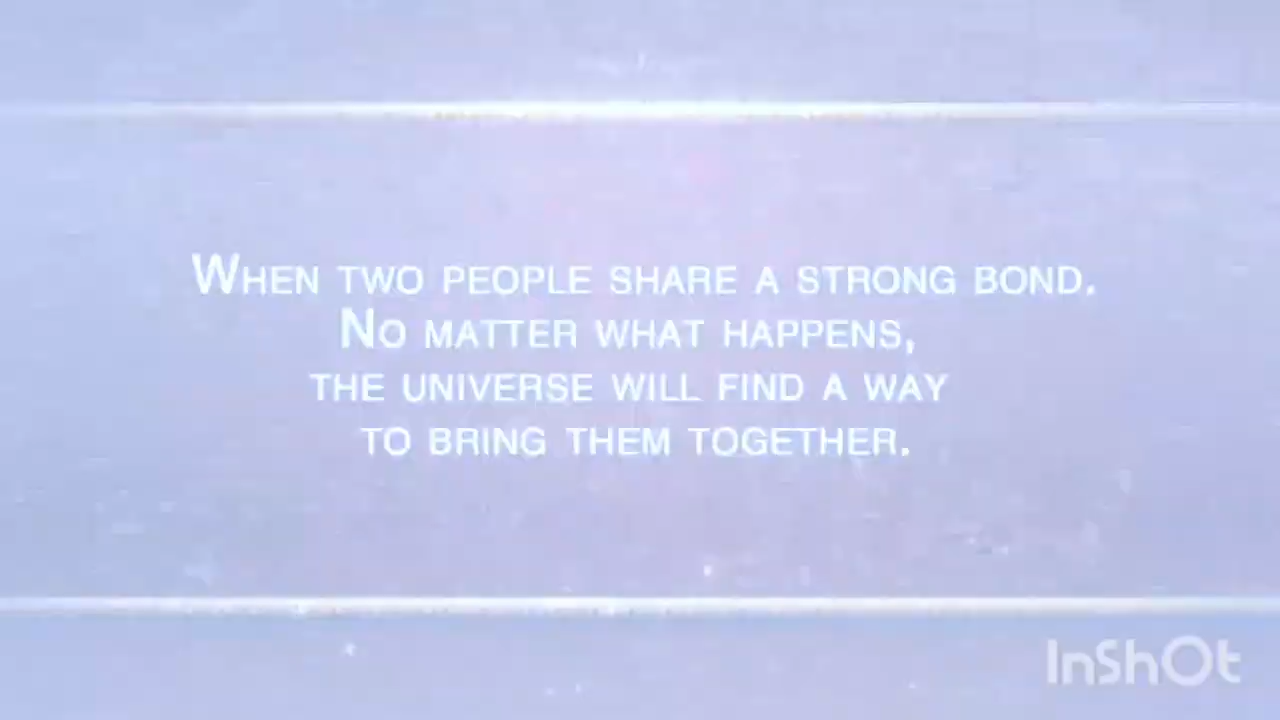 When two people share a strong bond.
No matter what happens,
the universe will find a way
to bring them together.
InShOt